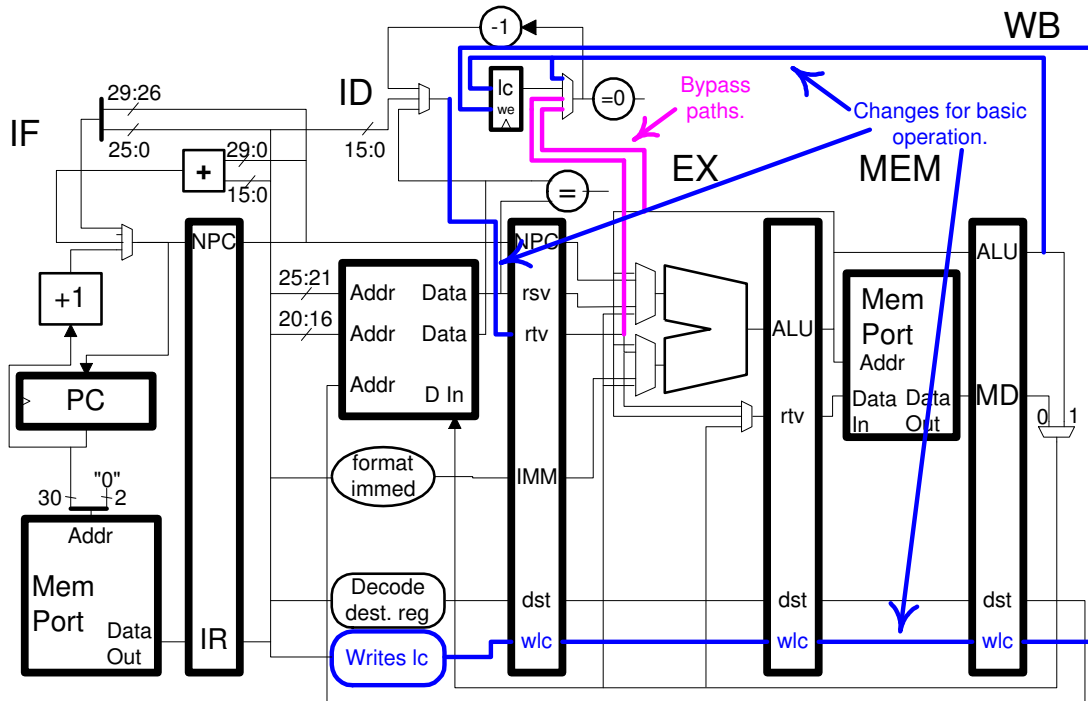 WB
-1
29:26
ID
lc
we
=0
Bypass
paths.
Changes for basic
operation.
IF
25:0
15:0
EX
MEM
+
29:0
15:0
=
NPC
NPC
ALU
+1
25:21
Addr
Data
rsv
Mem
Port
20:16
Addr
Data
rtv
ALU
Addr
PC
Addr
D In
rtv
Data
In
Data
Out
MD
0
1
format
immed
IMM
30
"0"
2
Addr
Mem
Port
Data
Out
IR
Decode
dest. reg
dst
dst
dst
Writes lc
wlc
wlc
wlc